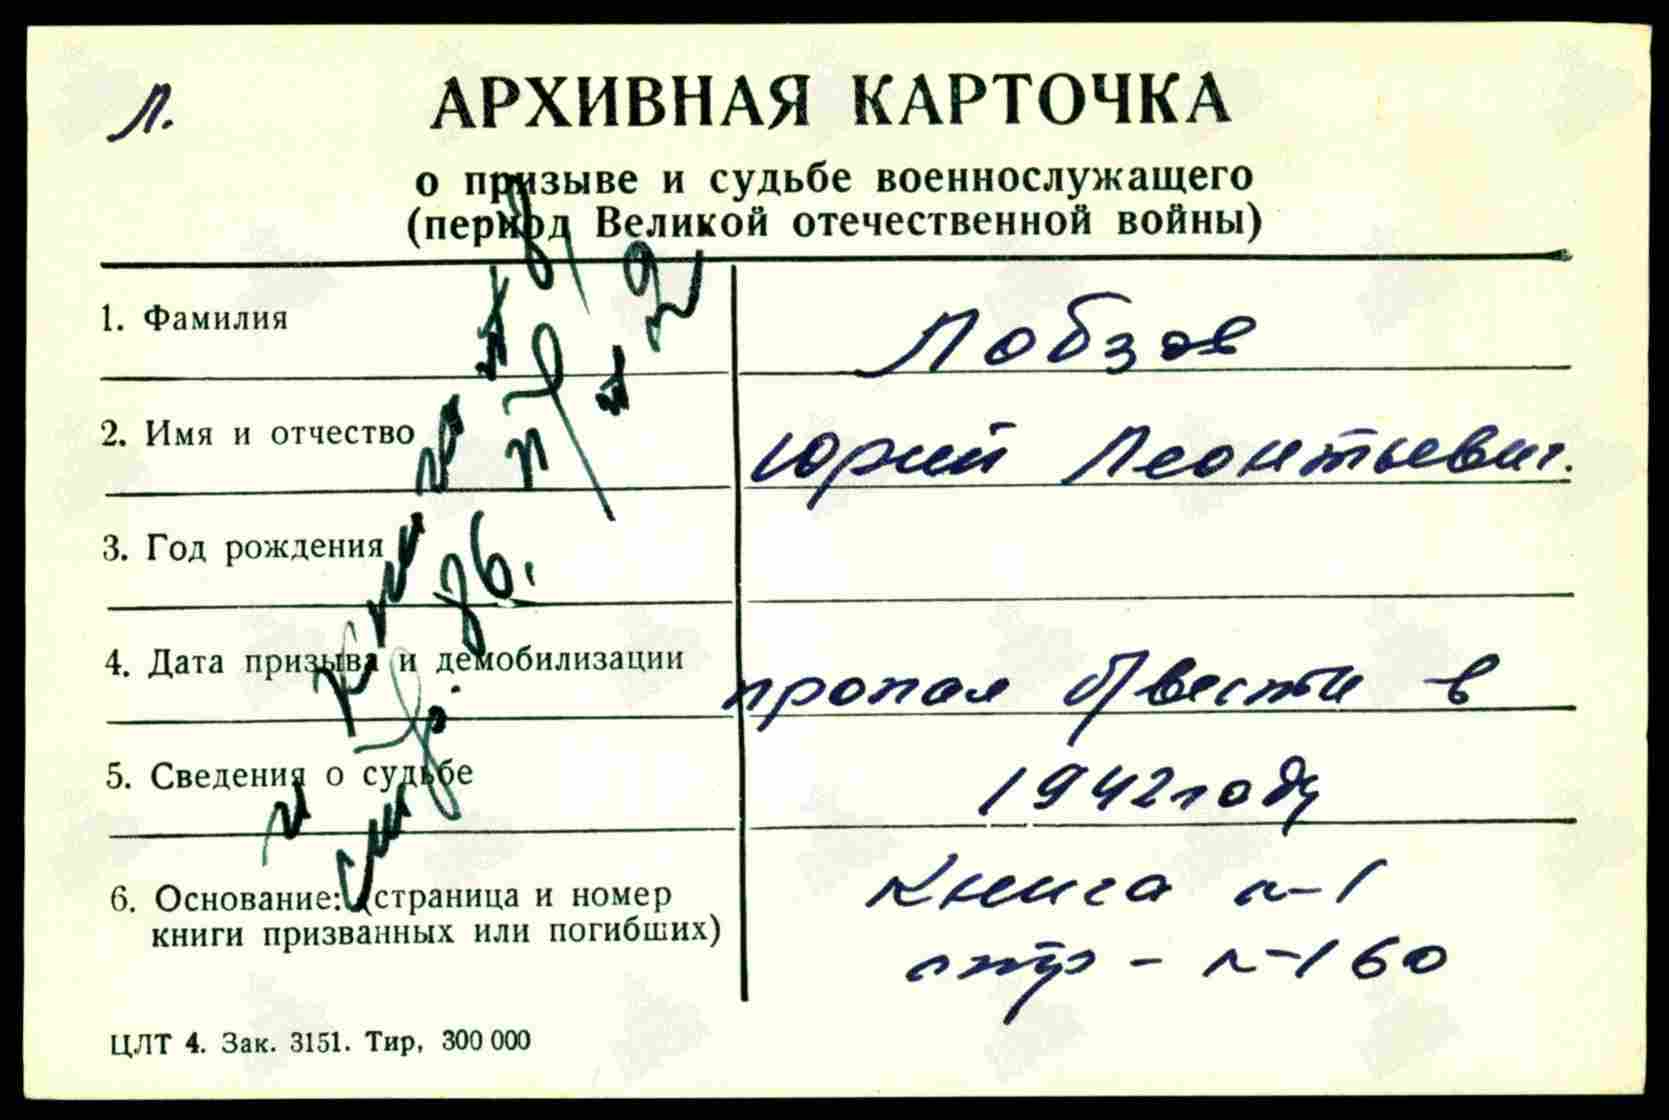 Л.
АРХИВНАЯ КАРТОЧКА
о призыве и судьбе военнослужащего
(период Великой отечественной войны)
1. Фамилия
Лобзов
2. Имя и отчество
Юрий Леонтьевич.
3. Год рождения
4. Дата призыва и демобилизации
пропал б/вести в
5. Сведения о судьбе
1942 году
6. Основание: (страница и номер
книги призванных или погибших)
Книга п-1
стр - п-160
ЦЛТ 4. Зак. 3151. Тир, 300 000